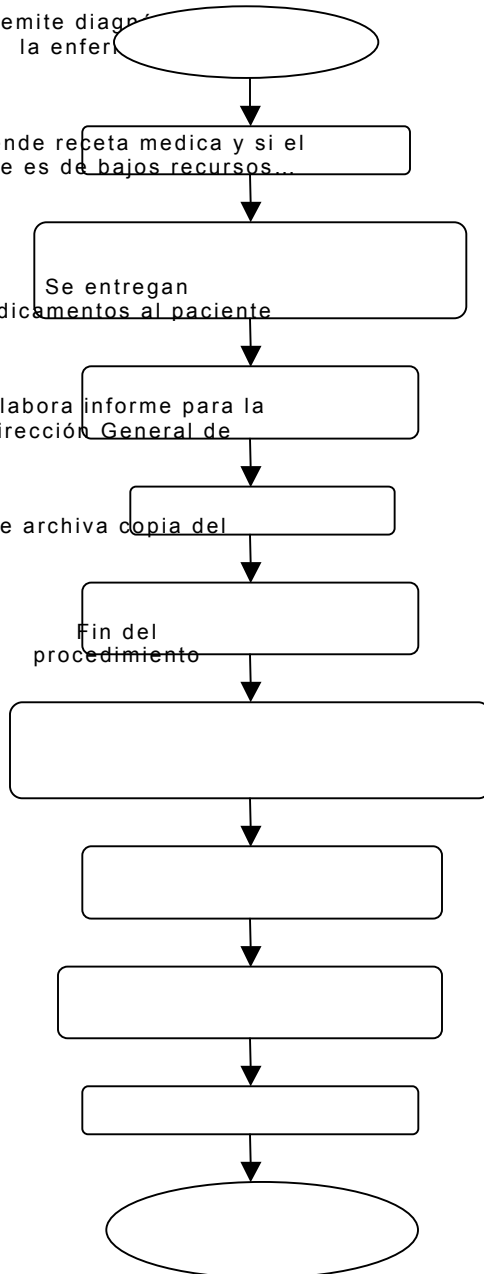 emite diagnó
la enfer
nde receta medica y si el
e es de bajos recursos...
Se entregan
dicamentos al paciente
labora informe para la
irección General de
e archiva copia del
Fin del
procedimiento